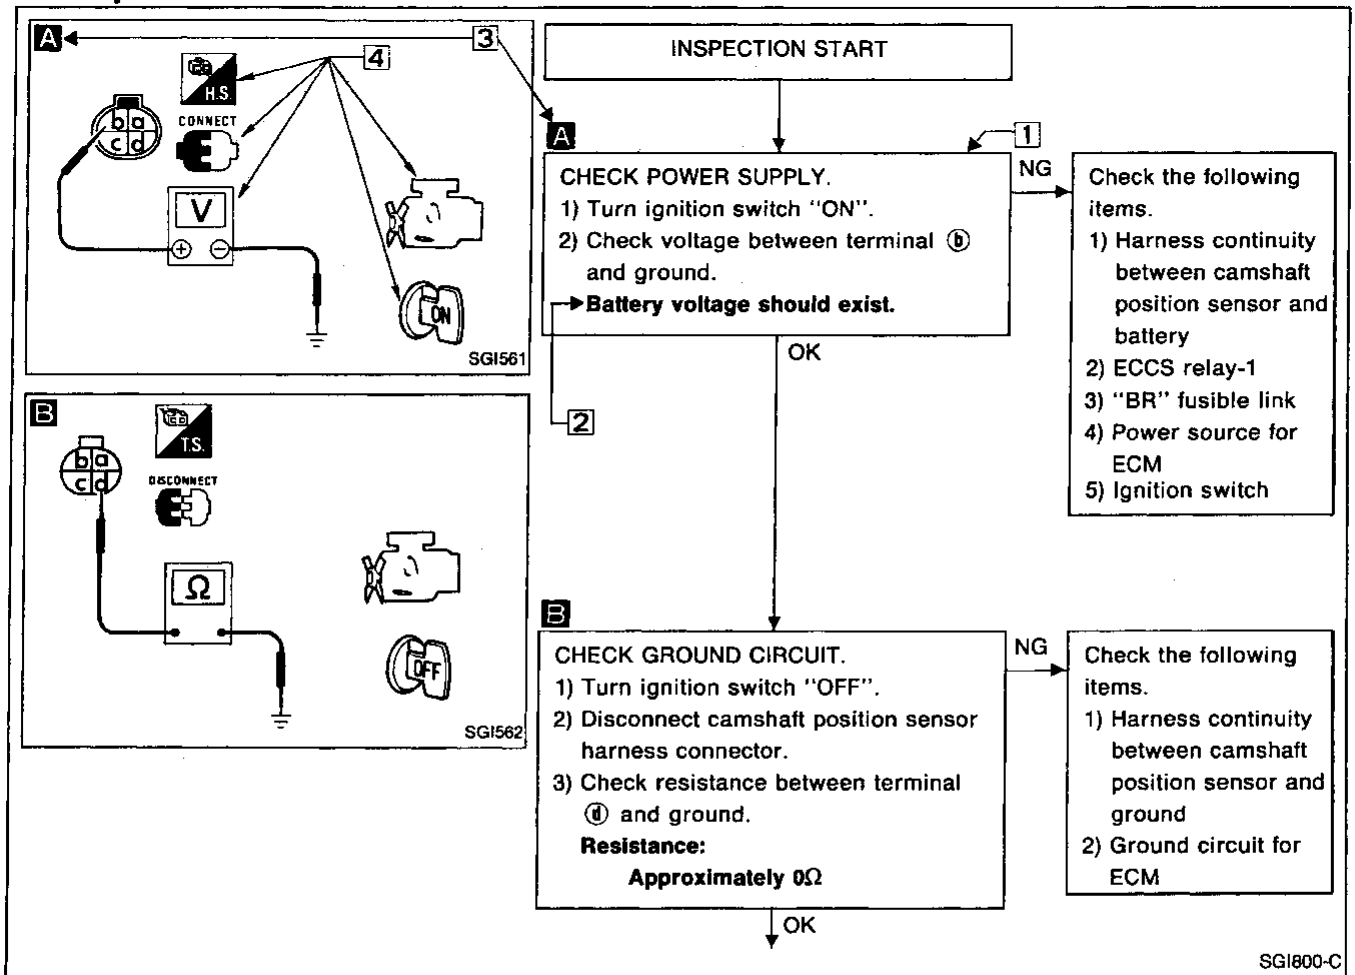 A
3
4
H.S.
CONNECT
b a
c d
V
⊕ ⊖
ON
SGI561
B
T.S.
DISCONNECT
b a
c d
Ω
OFF
SGI562
INSPECTION START
A
1
CHECK POWER SUPPLY.
1) Turn ignition switch "ON".
2) Check voltage between terminal ⓑ
and ground.
Battery voltage should exist.
2
NG
OK
Check the following
items.
1) Harness continuity
between camshaft
position sensor and
battery
2) ECCS relay-1
3) "BR" fusible link
4) Power source for
ECM
5) Ignition switch
B
CHECK GROUND CIRCUIT.
1) Turn ignition switch "OFF".
2) Disconnect camshaft position sensor
harness connector.
3) Check resistance between terminal
ⓓ and ground.
Resistance:
Approximately 0Ω
NG
OK
Check the following
items.
1) Harness continuity
between camshaft
position sensor and
ground
2) Ground circuit for
ECM
SGI800-C